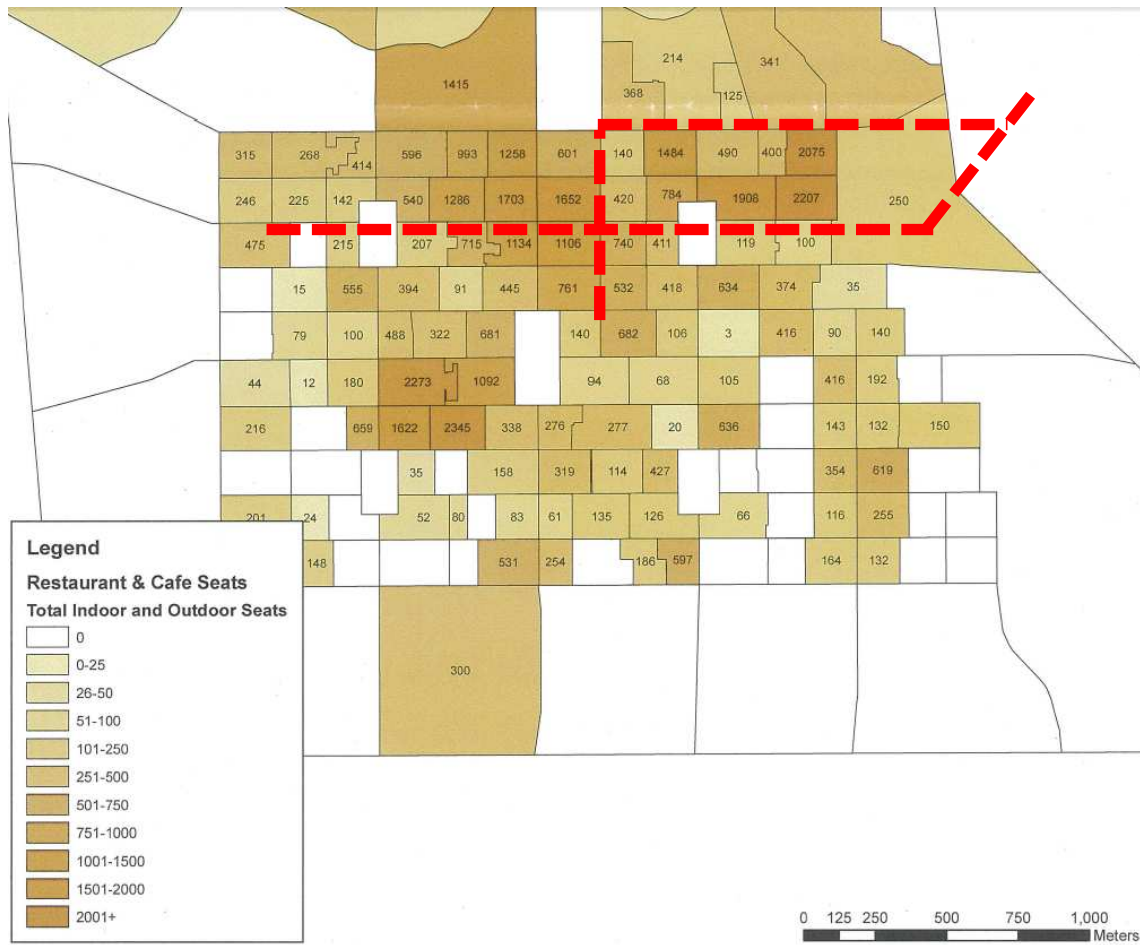 1415
214
341
368
125
315 268 414 596 993 1258 601 140 1484 490 400 2075
246 225 142 540 1286 1703 1652 420 784 1908 2207 250
475 215 207 715 1134 1106 740 411 119 100
15 555 394 91 445 761 532 418 634 374 35
79 100 488 322 681 140 682 106 3 416 90 140
44 12 180 2273 1092 94 68 105 416 192
216 659 1622 2345 338 276 277 20 636 143 132 150
35 158 319 114 427 354 619
201 24 52 80 83 61 135 126 66 116 255
148 531 254 186 597 164 132
300
Legend
Restaurant & Cafe Seats
Total Indoor and Outdoor Seats
0
0-25
26-50
51-100
101-250
251-500
501-750
751-1000
1001-1500
1501-2000
2001+
0 125 250 500 750 1,000
Meters